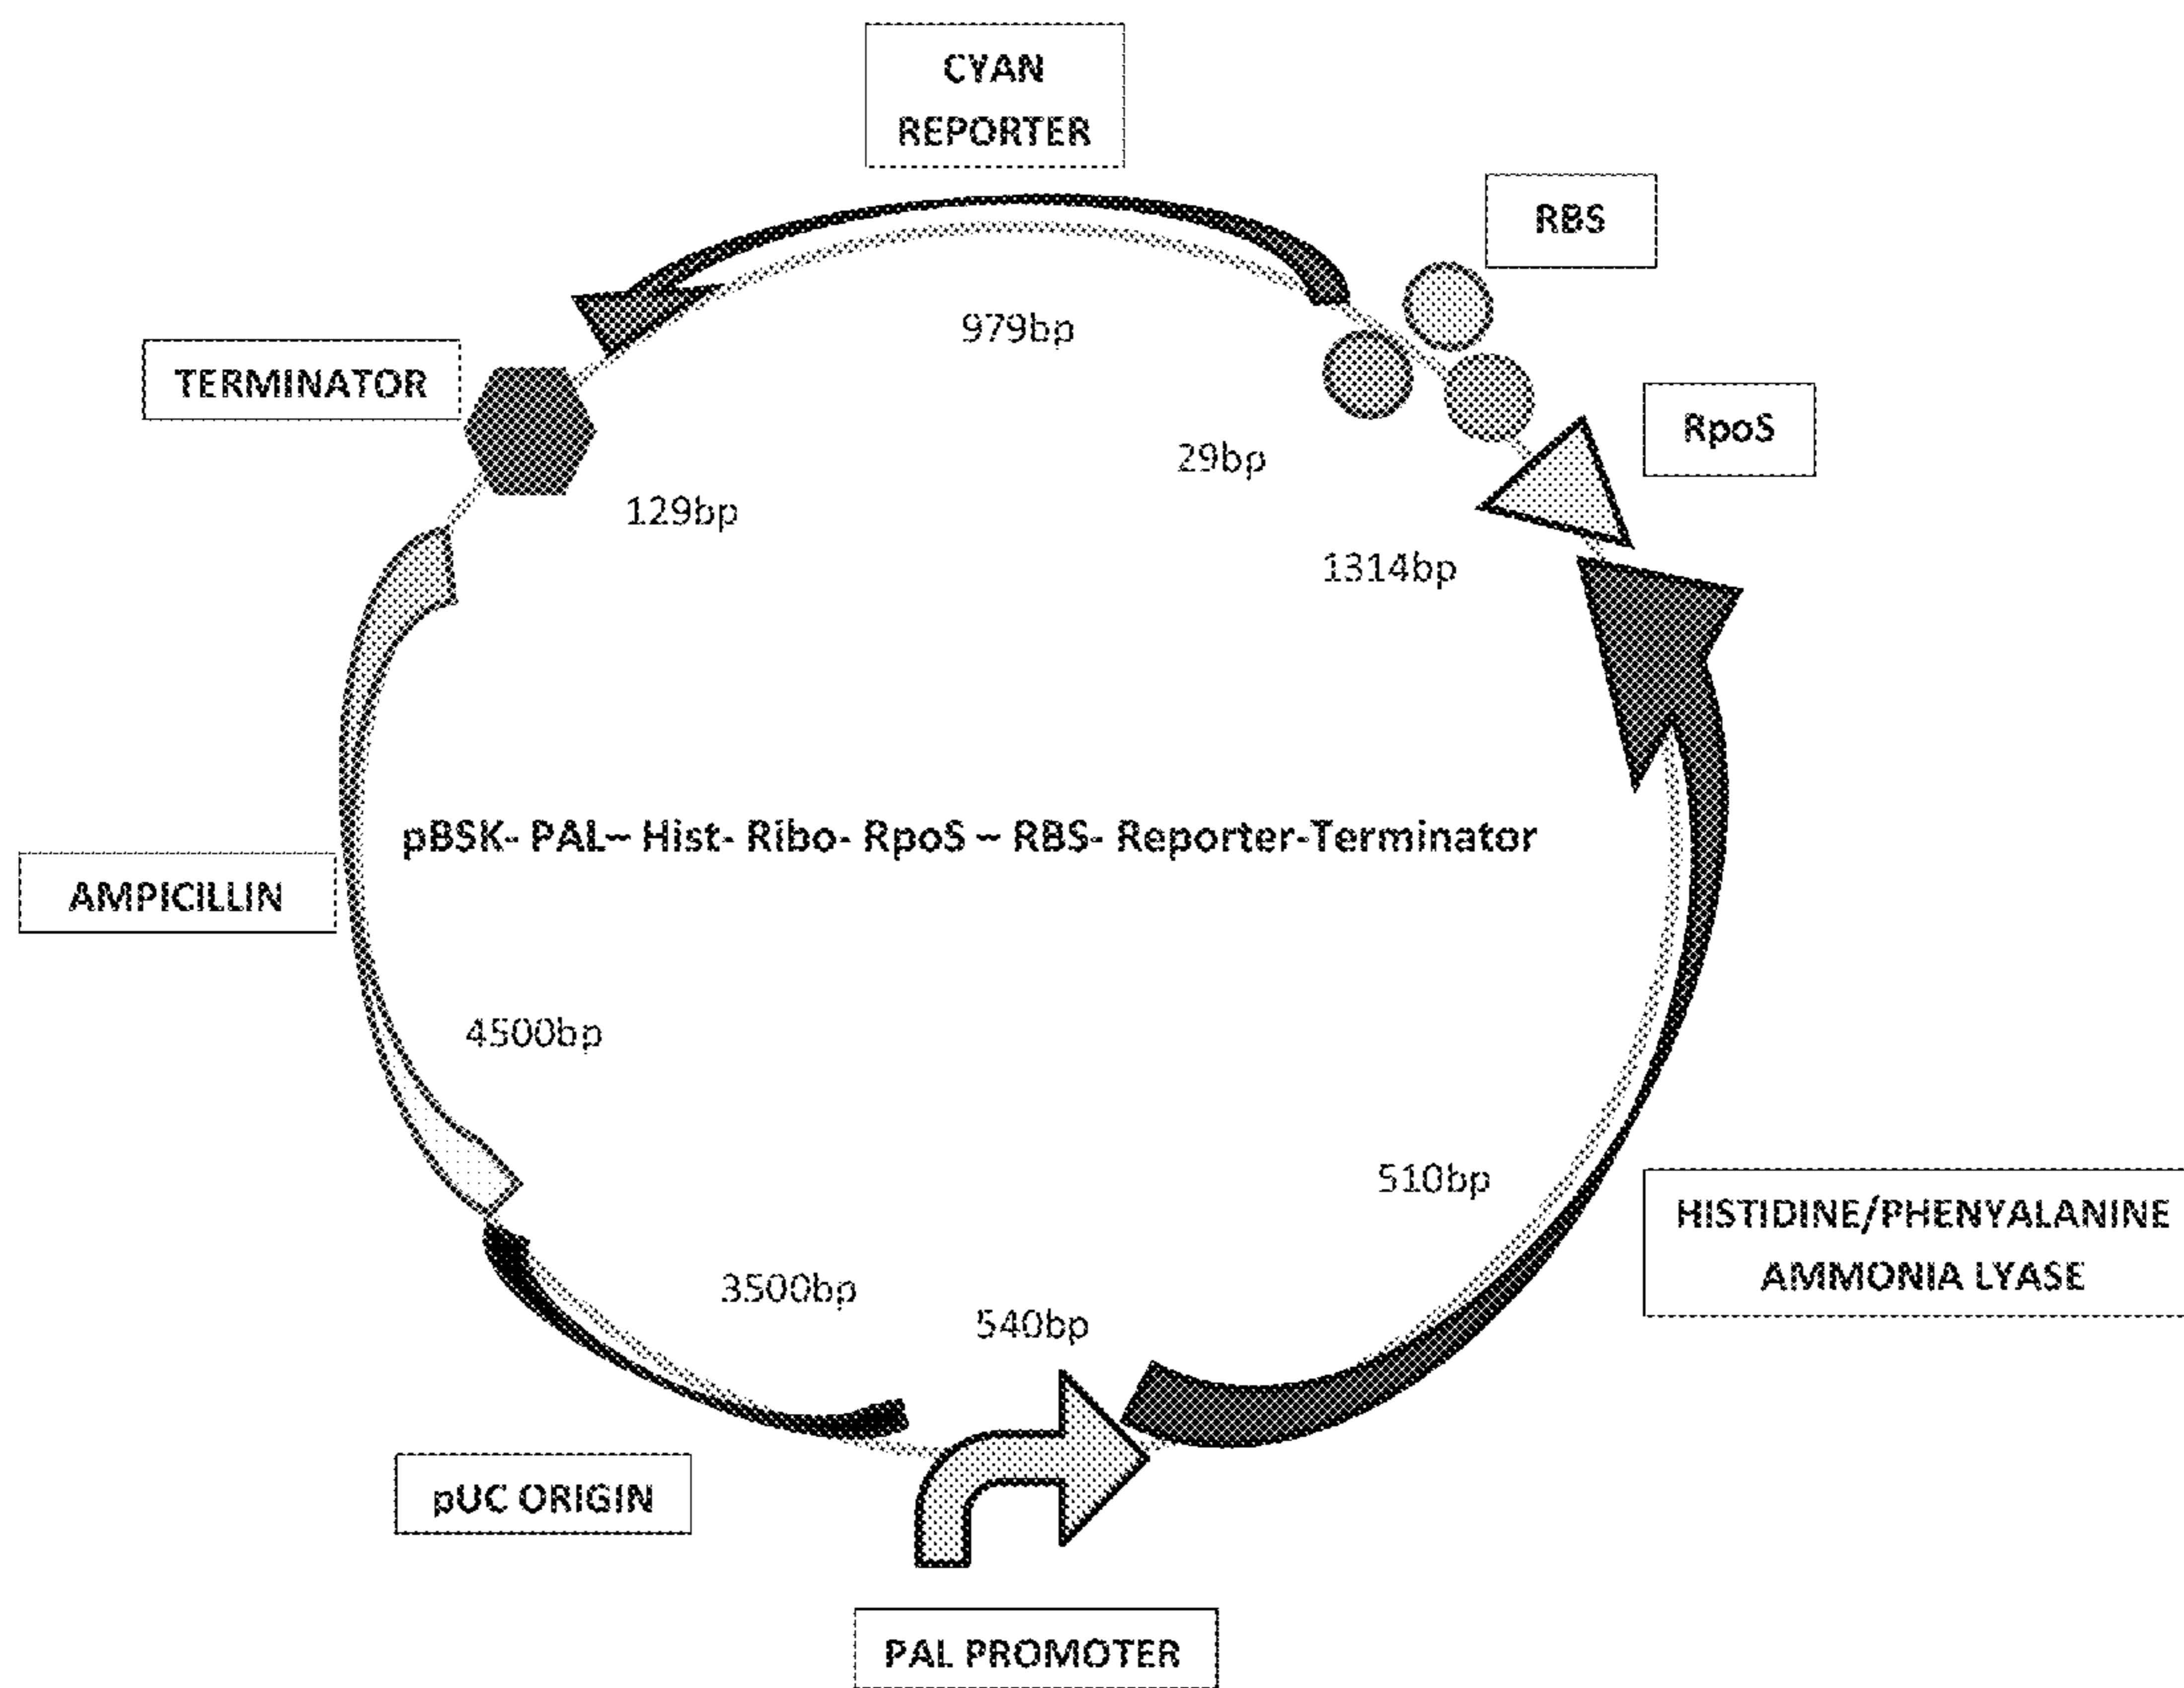 CYAN
REPORTER
RBS
979bp
TERMINATOR
RpoS
29bp
129bp
1314bp
pBSK- PAL– Hist- Ribo- RpoS – RBS- Reporter-Terminator
AMPICILLIN
4500bp
510bp
HISTIDINE/PHENYALANINE
AMMONIA LYASE
3500bp
540bp
pUC ORIGIN
PAL PROMOTER